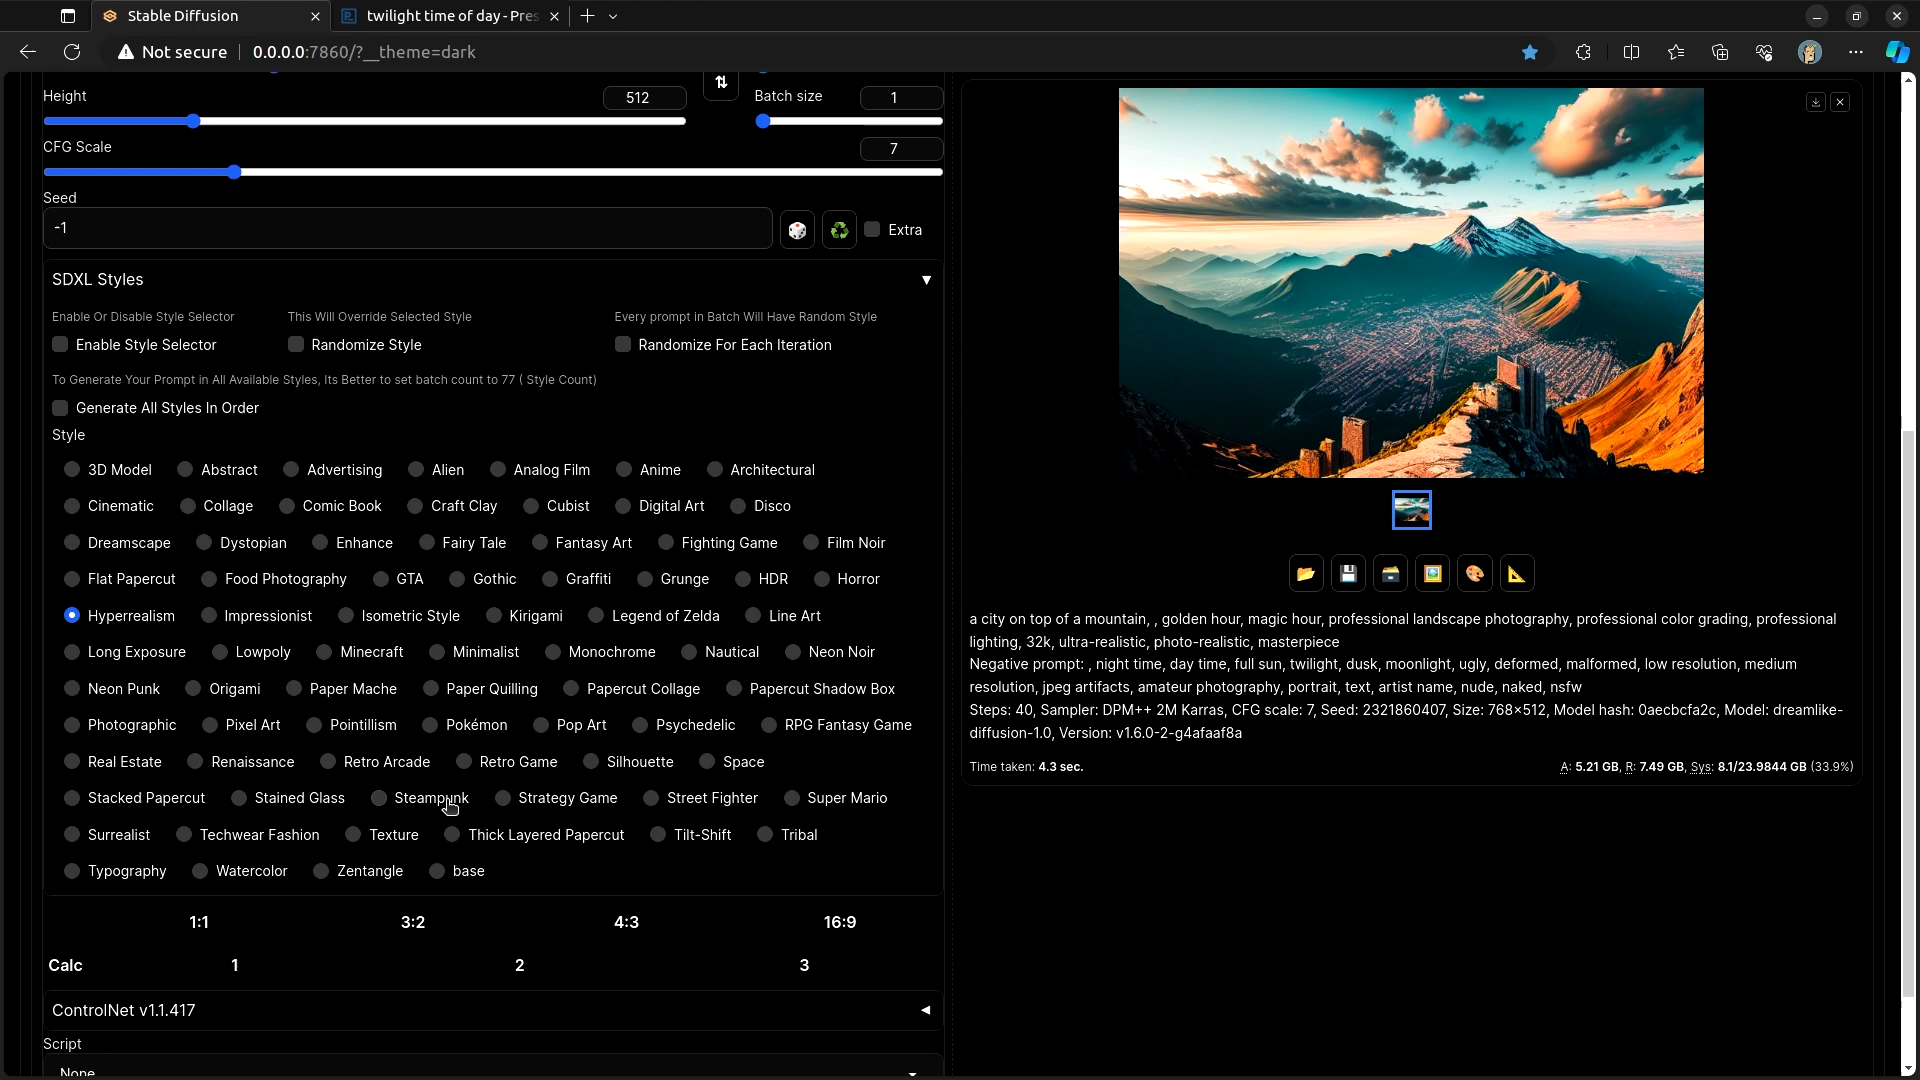 Stable Diffusion
twilight time of day - Pres
Not secure
0.0.0.0:7860/?__theme=dark
Height
512
Batch size
1
CFG Scale
7
Seed
-1
Extra
SDXL Styles
Enable Or Disable Style Selector
This Will Override Selected Style
Every prompt in Batch Will Have Random Style
Enable Style Selector
Randomize Style
Randomize For Each Iteration
To Generate Your Prompt in All Available Styles, Its Better to set batch count to 77 ( Style Count)
Generate All Styles In Order
Style
3D Model Abstract Advertising Alien Analog Film Anime Architectural
Cinematic Collage Comic Book Craft Clay Cubist Digital Art Disco
Dreamscape Dystopian Enhance Fairy Tale Fantasy Art Fighting Game Film Noir
Flat Papercut Food Photography GTA Gothic Graffiti Grunge HDR Horror
Hyperrealism Impressionist Isometric Style Kirigami Legend of Zelda Line Art
Long Exposure Lowpoly Minecraft Minimalist Monochrome Nautical Neon Noir
Neon Punk Origami Paper Mache Paper Quilling Papercut Collage Papercut Shadow Box
Photographic Pixel Art Pointillism Pokémon Pop Art Psychedelic RPG Fantasy Game
Real Estate Renaissance Retro Arcade Retro Game Silhouette Space
Stacked Papercut Stained Glass Steampunk Strategy Game Street Fighter Super Mario
Surrealist Techwear Fashion Texture Thick Layered Papercut Tilt-Shift Tribal
Typography Watercolor Zentangle base
1:1 3:2 4:3 16:9
Calc 1 2 3
ControlNet v1.1.417
Script
None
a city on top of a mountain, , golden hour, magic hour, professional landscape photography, professional color grading, professional
lighting, 32k, ultra-realistic, photo-realistic, masterpiece
Negative prompt: , night time, day time, full sun, twilight, dusk, moonlight, ugly, deformed, malformed, low resolution, medium
resolution, jpeg artifacts, amateur photography, portrait, text, artist name, nude, naked, nsfw
Steps: 40, Sampler: DPM++ 2M Karras, CFG scale: 7, Seed: 2321860407, Size: 768×512, Model hash: 0aecbcfa2c, Model: dreamlike-
diffusion-1.0, Version: v1.6.0-2-g4afaaf8a
Time taken: 4.3 sec.
A: 5.21 GB, R: 7.49 GB, Sys: 8.1/23.9844 GB (33.9%)